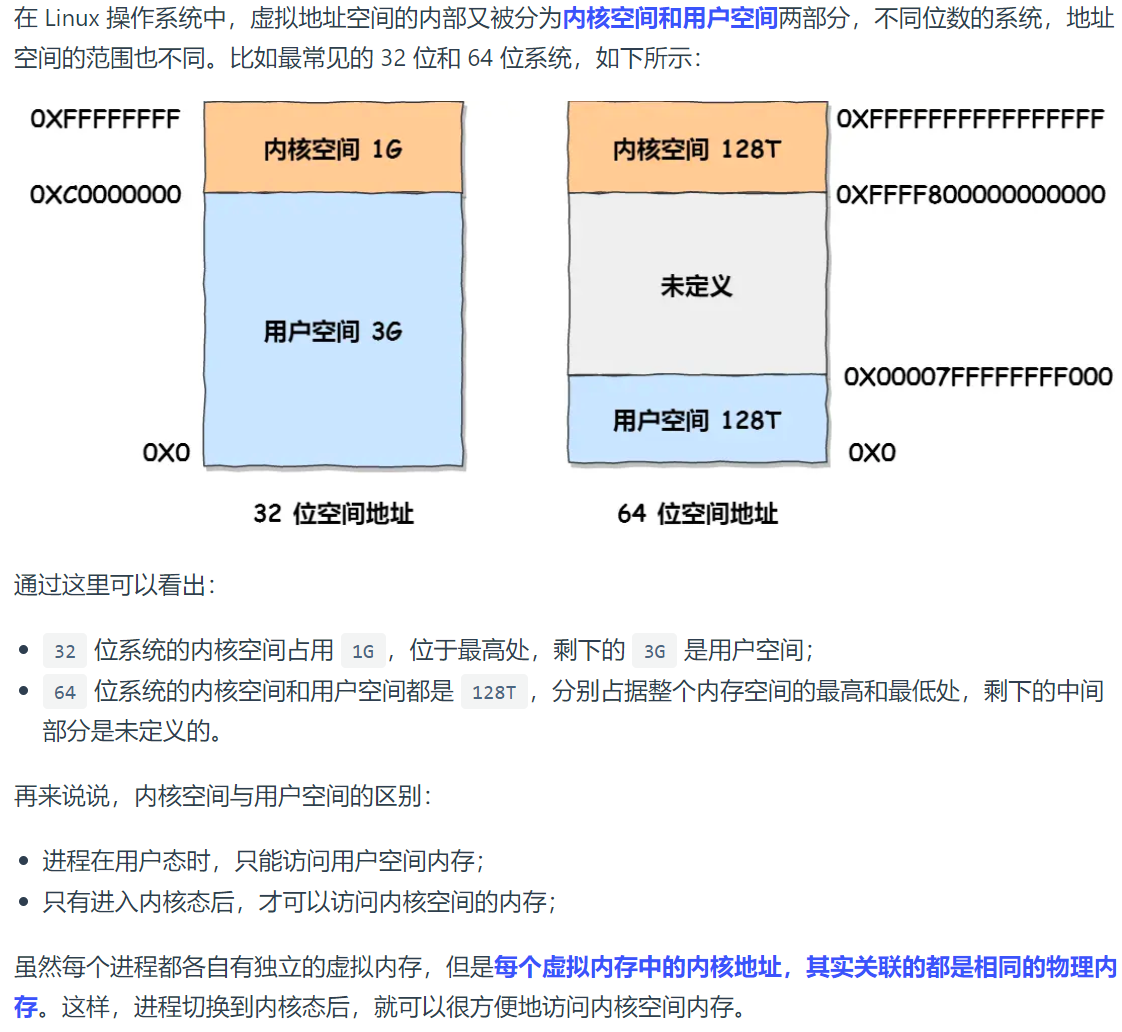 在 Linux 操作系统中，虚拟地址空间的内部又被分为内核空间和用户空间两部分，不同位数的系统，地址
空间的范围也不同。比如最常见的 32 位和 64 位系统，如下所示：
0XFFFFFFFF
内核空间 1G
0XC0000000
用户空间 3G
0X0
32 位空间地址
0XFFFFFFFFFFFFFFFF
内核空间 128T
0XFFFF800000000000
未定义
0X00007FFFFFFFF000
用户空间 128T
0X0
64 位空间地址
通过这里可以看出：
• 32 位系统的内核空间占用 1G ，位于最高处，剩下的 3G 是用户空间；
• 64 位系统的内核空间和用户空间都是 128T ，分别占据整个内存空间的最高和最低处，剩下的中间
部分是未定义的。
再来说说，内核空间与用户空间的区别：
• 进程在用户态时，只能访问用户空间内存；
• 只有进入内核态后，才可以访问内核空间的内存；
虽然每个进程都各自有独立的虚拟内存，但是每个虚拟内存中的内核地址，其实关联的都是相同的物理内
存。这样，进程切换到内核态后，就可以很方便地访问内核空间内存。